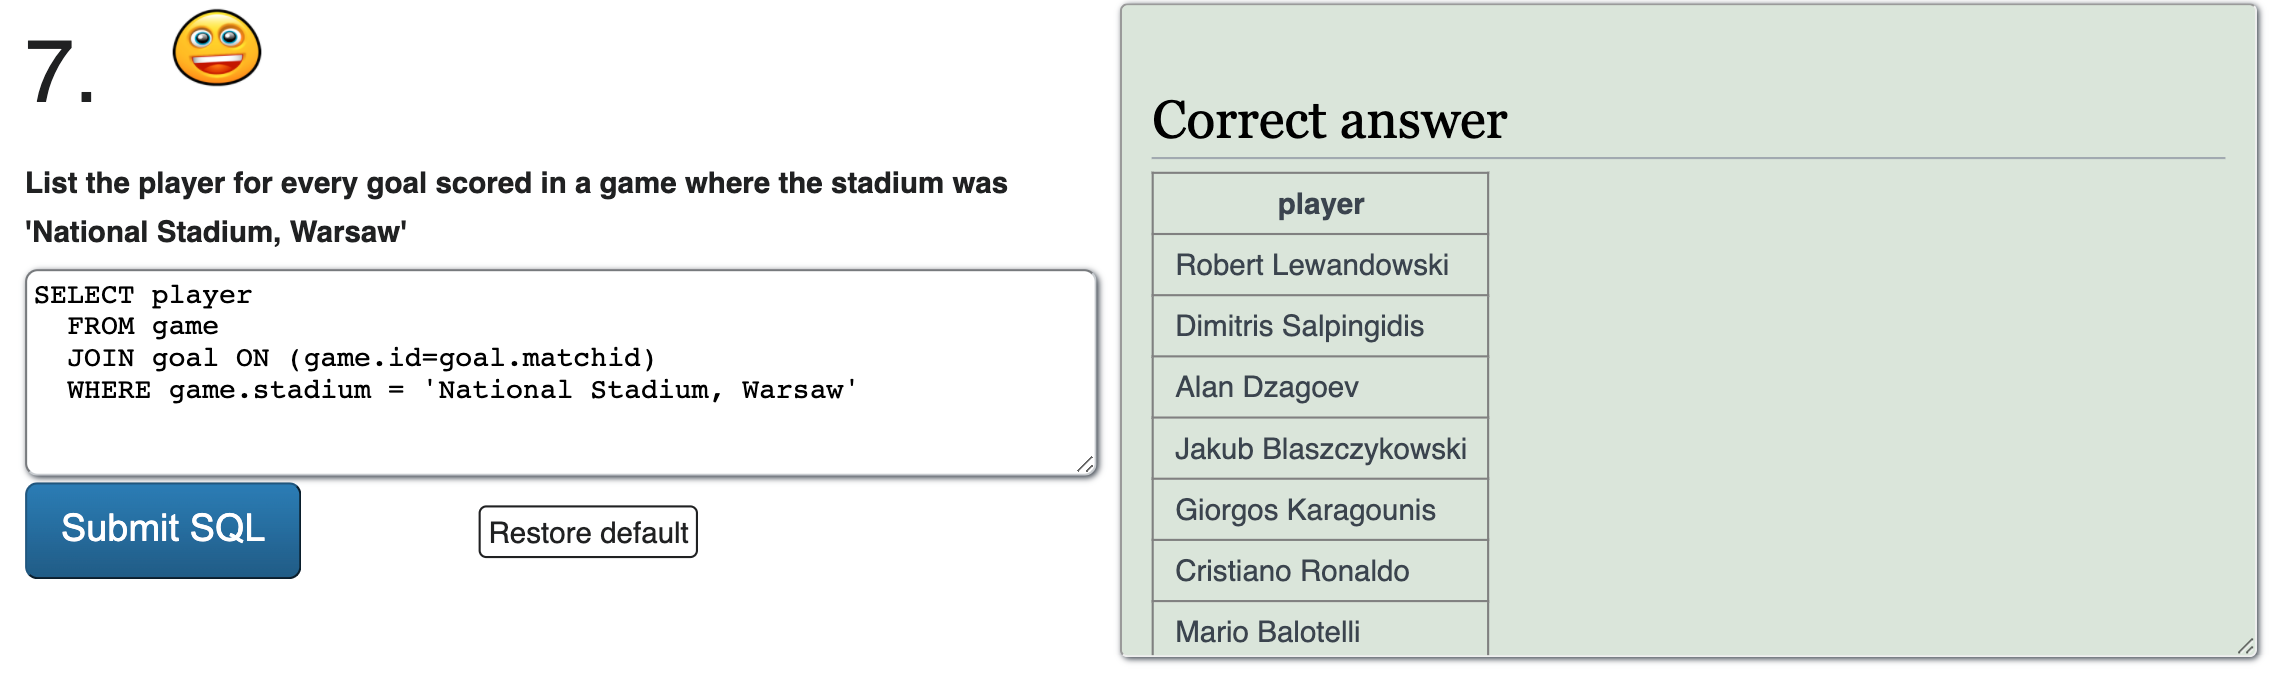 7.
List the player for every goal scored in a game where the stadium was
'National Stadium, Warsaw'
SELECT player
  FROM game
  JOIN goal ON (game.id=goal.matchid)
  WHERE game.stadium = 'National Stadium, Warsaw'
Submit SQL
Restore default
Correct answer
player
Robert Lewandowski
Dimitris Salpingidis
Alan Dzagoev
Jakub Blaszczykowski
Giorgos Karagounis
Cristiano Ronaldo
Mario Balotelli